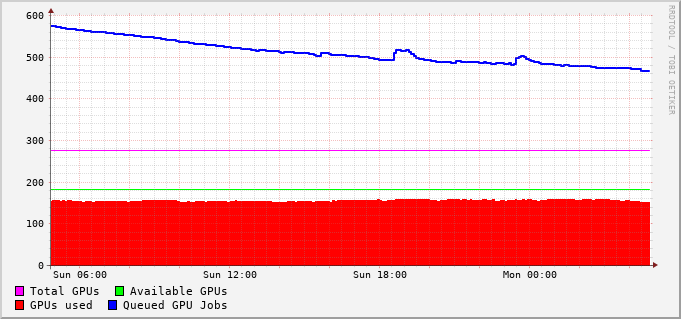 600
500
400
300
200
100
0
Sun 06:00 Sun 12:00 Sun 18:00 Mon 00:00
Total GPUs Available GPUs
GPUs used Queued GPU Jobs
RRDTOOL / TOBI OETIKER